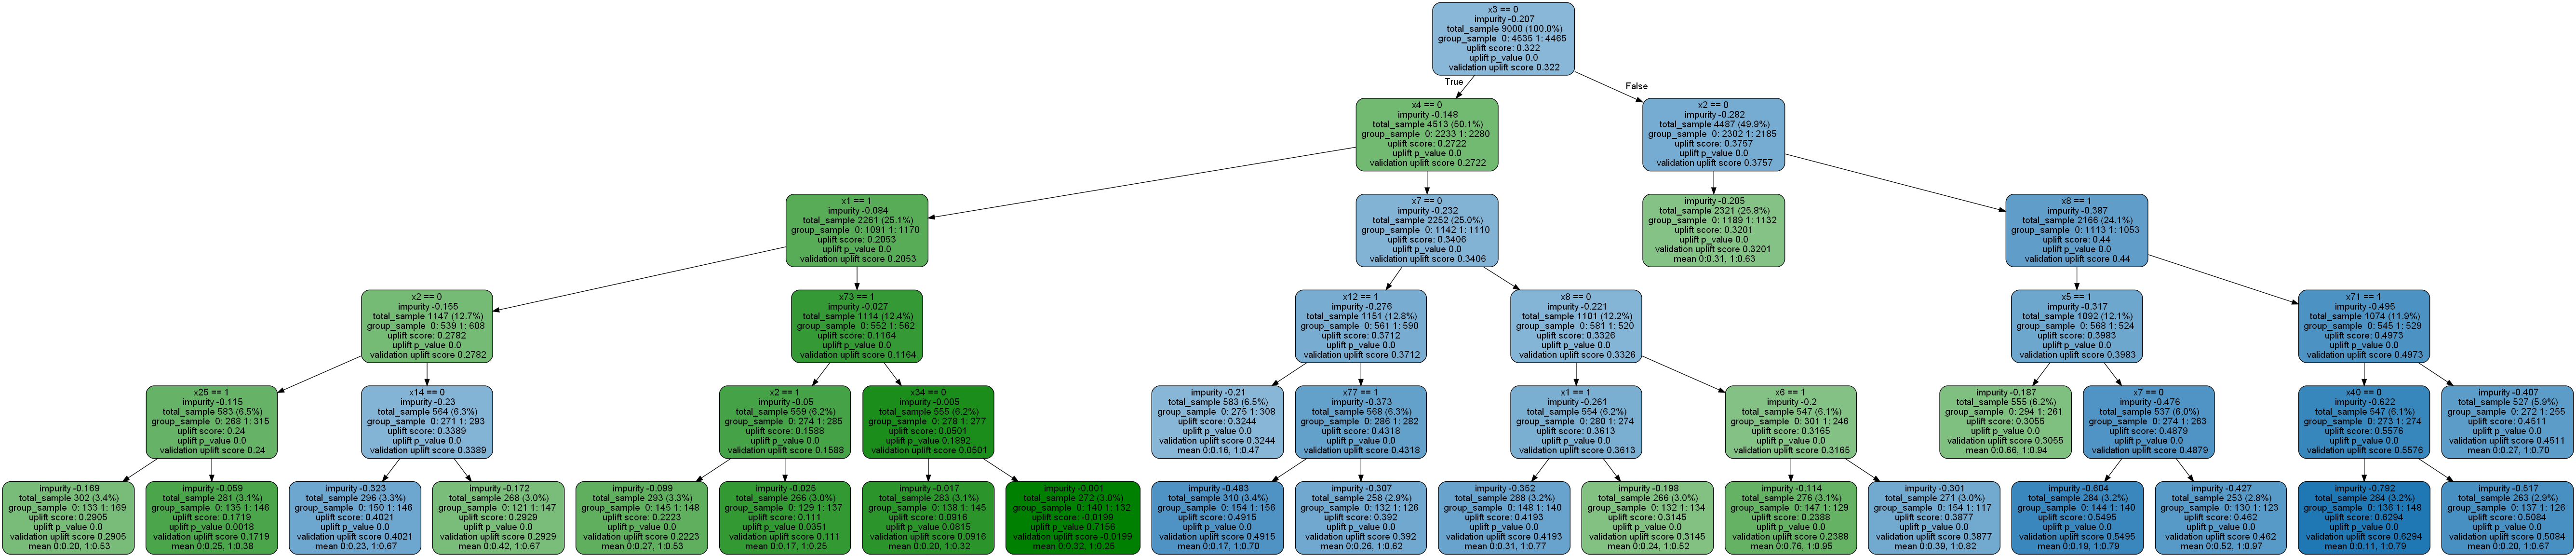 x3 == 0
impurity -0.207
total_sample 9000 (100.0%)
group_sample 0: 4535 1: 4465
uplift score: 0.322
uplift p_value 0.0
validation uplift score 0.322
True
False
x4 == 0
impurity -0.148
total_sample 4513 (50.1%)
group_sample 0: 2233 1: 2280
uplift score: 0.2722
uplift p_value 0.0
validation uplift score 0.2722
x2 == 0
impurity -0.282
total_sample 4487 (49.9%)
group_sample 0: 2302 1: 2185
uplift score: 0.3757
uplift p_value 0.0
validation uplift score 0.3757
x1 == 1
impurity -0.084
total_sample 2261 (25.1%)
group_sample 0: 1091 1: 1170
uplift score: 0.2053
uplift p_value 0.0
validation uplift score 0.2053
x7 == 0
impurity -0.232
total_sample 2252 (25.0%)
group_sample 0: 1142 1: 1110
uplift score: 0.3406
uplift p_value 0.0
validation uplift score 0.3406
impurity -0.205
total_sample 2321 (25.8%)
group_sample 0: 1189 1: 1132
uplift score: 0.3201
uplift p_value 0.0
validation uplift score 0.3201
mean 0:0.31, 1:0.63
x8 == 1
impurity -0.387
total_sample 2166 (24.1%)
group_sample 0: 1113 1: 1053
uplift score: 0.44
uplift p_value 0.0
validation uplift score 0.44
x2 == 0
impurity -0.155
total_sample 1147 (12.7%)
group_sample 0: 539 1: 608
uplift score: 0.2782
uplift p_value 0.0
validation uplift score 0.2782
x73 == 1
impurity -0.027
total_sample 1114 (12.4%)
group_sample 0: 552 1: 562
uplift score: 0.1164
uplift p_value 0.0
validation uplift score 0.1164
x12 == 1
impurity -0.276
total_sample 1151 (12.8%)
group_sample 0: 561 1: 590
uplift score: 0.3712
uplift p_value 0.0
validation uplift score 0.3712
x8 == 0
impurity -0.221
total_sample 1101 (12.2%)
group_sample 0: 581 1: 520
uplift score: 0.3326
uplift p_value 0.0
validation uplift score 0.3326
x5 == 1
impurity -0.317
total_sample 1092 (12.1%)
group_sample 0: 568 1: 524
uplift score: 0.3983
uplift p_value 0.0
validation uplift score 0.3983
x71 == 1
impurity -0.495
total_sample 1074 (11.9%)
group_sample 0: 545 1: 529
uplift score: 0.4973
uplift p_value 0.0
validation uplift score 0.4973
x25 == 1
impurity -0.115
total_sample 583 (6.5%)
group_sample 0: 268 1: 315
uplift score: 0.24
uplift p_value 0.0
validation uplift score 0.24
x14 == 0
impurity -0.23
total_sample 564 (6.3%)
group_sample 0: 271 1: 293
uplift score: 0.3389
uplift p_value 0.0
validation uplift score 0.3389
x2 == 1
impurity -0.05
total_sample 559 (6.2%)
group_sample 0: 274 1: 285
uplift score: 0.1588
uplift p_value 0.0
validation uplift score 0.1588
x34 == 0
impurity -0.005
total_sample 555 (6.2%)
group_sample 0: 278 1: 277
uplift score: 0.0501
uplift p_value 0.1892
validation uplift score 0.0501
impurity -0.21
total_sample 583 (6.5%)
group_sample 0: 275 1: 308
uplift score: 0.3244
uplift p_value 0.0
validation uplift score 0.3244
mean 0:0.16, 1:0.47
x77 == 1
impurity -0.373
total_sample 568 (6.3%)
group_sample 0: 286 1: 282
uplift score: 0.4318
uplift p_value 0.0
validation uplift score 0.4318
x1 == 1
impurity -0.261
total_sample 554 (6.2%)
group_sample 0: 280 1: 274
uplift score: 0.3613
uplift p_value 0.0
validation uplift score 0.3613
x6 == 1
impurity -0.2
total_sample 547 (6.1%)
group_sample 0: 301 1: 246
uplift score: 0.3165
uplift p_value 0.0
validation uplift score 0.3165
impurity -0.187
total_sample 555 (6.2%)
group_sample 0: 294 1: 261
uplift score: 0.3055
uplift p_value 0.0
validation uplift score 0.3055
mean 0:0.66, 1:0.94
x7 == 0
impurity -0.476
total_sample 537 (6.0%)
group_sample 0: 274 1: 263
uplift score: 0.4879
uplift p_value 0.0
validation uplift score 0.4879
x40 == 0
impurity -0.622
total_sample 547 (6.1%)
group_sample 0: 273 1: 274
uplift score: 0.5576
uplift p_value 0.0
validation uplift score 0.5576
impurity -0.407
total_sample 527 (5.9%)
group_sample 0: 272 1: 255
uplift score: 0.4511
uplift p_value 0.0
validation uplift score 0.4511
mean 0:0.27, 1:0.70
impurity -0.169
total_sample 302 (3.4%)
group_sample 0: 133 1: 169
uplift score: 0.2905
uplift p_value 0.0
validation uplift score 0.2905
mean 0:0.20, 1:0.53
impurity -0.059
total_sample 281 (3.1%)
group_sample 0: 135 1: 146
uplift score: 0.1719
uplift p_value 0.0018
validation uplift score 0.1719
mean 0:0.25, 1:0.38
impurity -0.323
total_sample 296 (3.3%)
group_sample 0: 150 1: 146
uplift score: 0.4021
uplift p_value 0.0
validation uplift score 0.4021
mean 0:0.23, 1:0.67
impurity -0.172
total_sample 268 (3.0%)
group_sample 0: 121 1: 147
uplift score: 0.2929
uplift p_value 0.0
validation uplift score 0.2929
mean 0:0.42, 1:0.67
impurity -0.099
total_sample 293 (3.3%)
group_sample 0: 145 1: 148
uplift score: 0.2223
uplift p_value 0.0
validation uplift score 0.2223
mean 0:0.27, 1:0.53
impurity -0.025
total_sample 266 (3.0%)
group_sample 0: 129 1: 137
uplift score: 0.111
uplift p_value 0.0351
validation uplift score 0.111
mean 0:0.17, 1:0.25
impurity -0.017
total_sample 283 (3.1%)
group_sample 0: 138 1: 145
uplift score: 0.0916
uplift p_value 0.0815
validation uplift score 0.0916
mean 0:0.20, 1:0.32
impurity -0.001
total_sample 272 (3.0%)
group_sample 0: 140 1: 132
uplift score: -0.0199
uplift p_value 0.7156
validation uplift score -0.0199
mean 0:0.32, 1:0.25
impurity -0.483
total_sample 310 (3.4%)
group_sample 0: 154 1: 156
uplift score: 0.4915
uplift p_value 0.0
validation uplift score 0.4915
mean 0:0.17, 1:0.70
impurity -0.307
total_sample 258 (2.9%)
group_sample 0: 132 1: 126
uplift score: 0.392
uplift p_value 0.0
validation uplift score 0.392
mean 0:0.26, 1:0.62
impurity -0.352
total_sample 288 (3.2%)
group_sample 0: 148 1: 140
uplift score: 0.4193
uplift p_value 0.0
validation uplift score 0.4193
mean 0:0.31, 1:0.77
impurity -0.198
total_sample 266 (3.0%)
group_sample 0: 132 1: 134
uplift score: 0.3145
uplift p_value 0.0
validation uplift score 0.3145
mean 0:0.24, 1:0.52
impurity -0.114
total_sample 276 (3.1%)
group_sample 0: 147 1: 129
uplift score: 0.2388
uplift p_value 0.0
validation uplift score 0.2388
mean 0:0.76, 1:0.95
impurity -0.301
total_sample 271 (3.0%)
group_sample 0: 154 1: 117
uplift score: 0.3877
uplift p_value 0.0
validation uplift score 0.3877
mean 0:0.39, 1:0.82
impurity -0.604
total_sample 284 (3.2%)
group_sample 0: 144 1: 140
uplift score: 0.5495
uplift p_value 0.0
validation uplift score 0.5495
mean 0:0.19, 1:0.79
impurity -0.427
total_sample 253 (2.8%)
group_sample 0: 130 1: 123
uplift score: 0.462
uplift p_value 0.0
validation uplift score 0.462
mean 0:0.52, 1:0.97
impurity -0.792
total_sample 284 (3.2%)
group_sample 0: 136 1: 148
uplift score: 0.6294
uplift p_value 0.0
validation uplift score 0.6294
mean 0:0.11, 1:0.79
impurity -0.517
total_sample 263 (2.9%)
group_sample 0: 137 1: 126
uplift score: 0.5084
uplift p_value 0.0
validation uplift score 0.5084
mean 0:0.20, 1:0.67